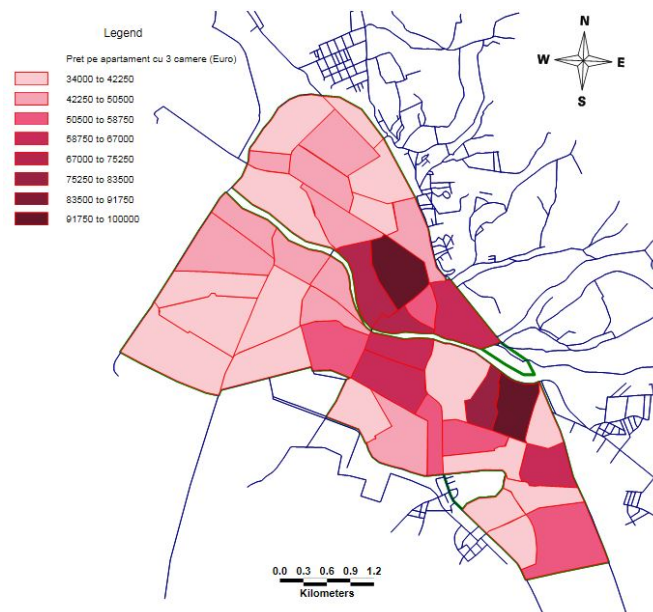 Legend
Pret pe apartament cu 3 camere (Euro)
34000 to 42250
42250 to 50500
50500 to 58750
58750 to 67000
67000 to 75250
75250 to 83500
83500 to 91750
91750 to 100000
N
W E
S
0.0 0.3 0.6 0.9 1.2
Kilometers